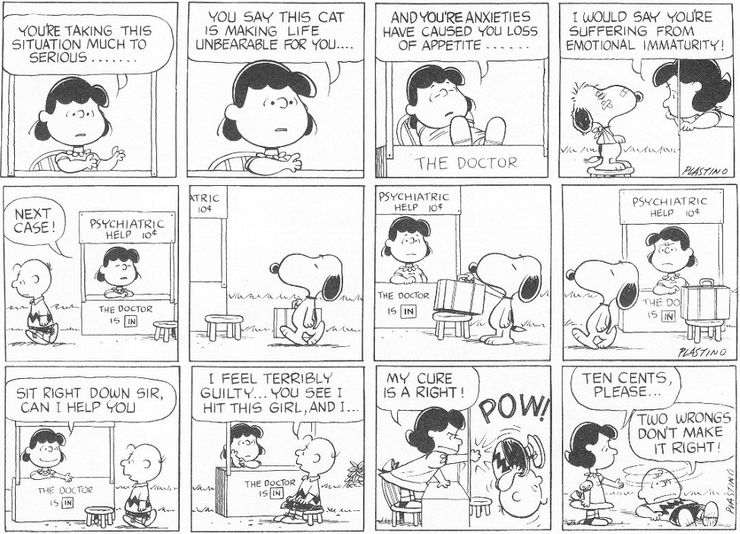 YOU'RE TAKING THIS
SITUATION MUCH TO
SERIOUS.......
YOU SAY THIS CAT
IS MAKING LIFE
UNBEARABLE FOR YOU....
AND YOU'RE ANXIETIES
HAVE CAUSED YOU LOSS
OF APPETITE......
THE DOCTOR
I WOULD SAY YOU'RE
SUFFERING FROM
EMOTIONAL IMMATURITY!
PLASTINO
NEXT
CASE!
PSYCHIATRIC
HELP 10¢
THE DOCTOR
IS IN
ATRIC
10¢
PSYCHIATRIC
HELP 10¢
THE DOCTOR
IS IN
PSYCHIATRIC
HELP 10¢
THE DO
IS IN
PLASTINO
SIT RIGHT DOWN SIR,
CAN I HELP YOU
THE DOCTOR
IS IN
I FEEL TERRIBLY
GUILTY... YOU SEE I
HIT THIS GIRL, AND I...
THE DOCTOR
IS IN
MY CURE
IS A RIGHT!
POW!
TEN CENTS,
PLEASE...
TWO WRONGS
DON'T MAKE
IT RIGHT!
PLASTINO